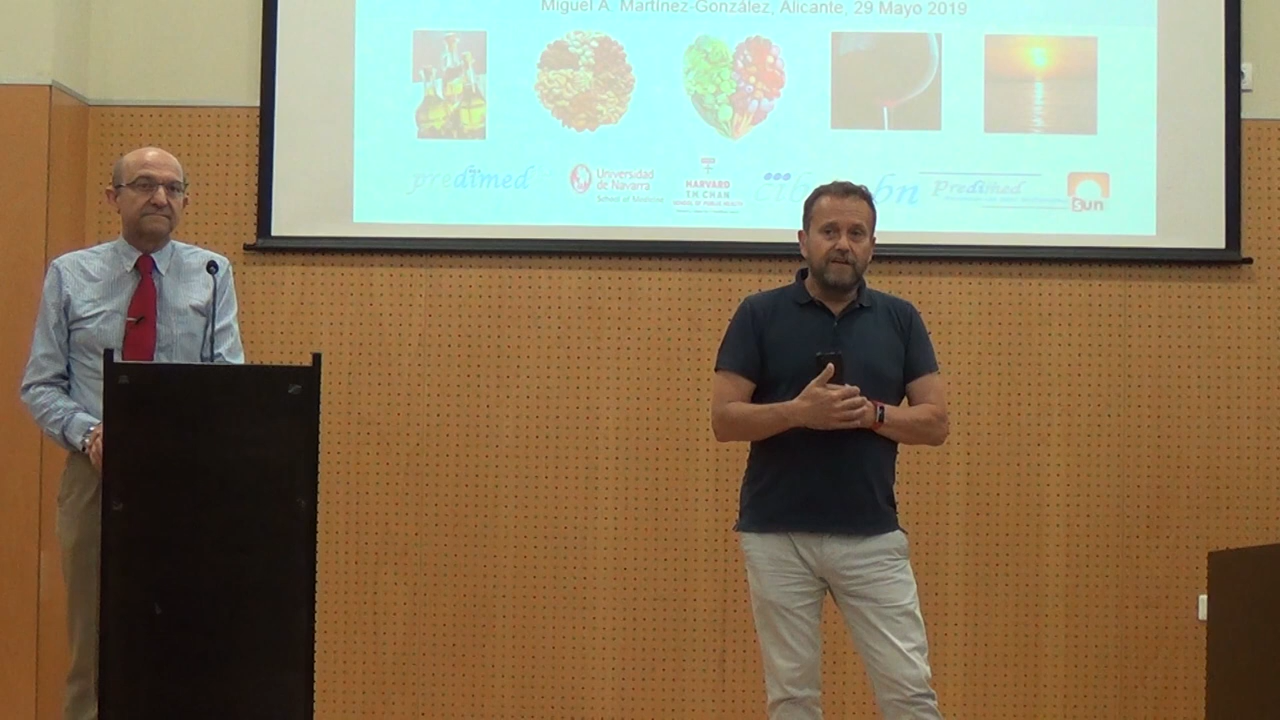 Miguel A. Martínez-González, Alicante, 29 Mayo 2019
predimed
Universidad
de Navarra
School of Medicine
HARVARD
T.H. CHAN
SCHOOL OF PUBLIC HEALTH
Predimed
sun